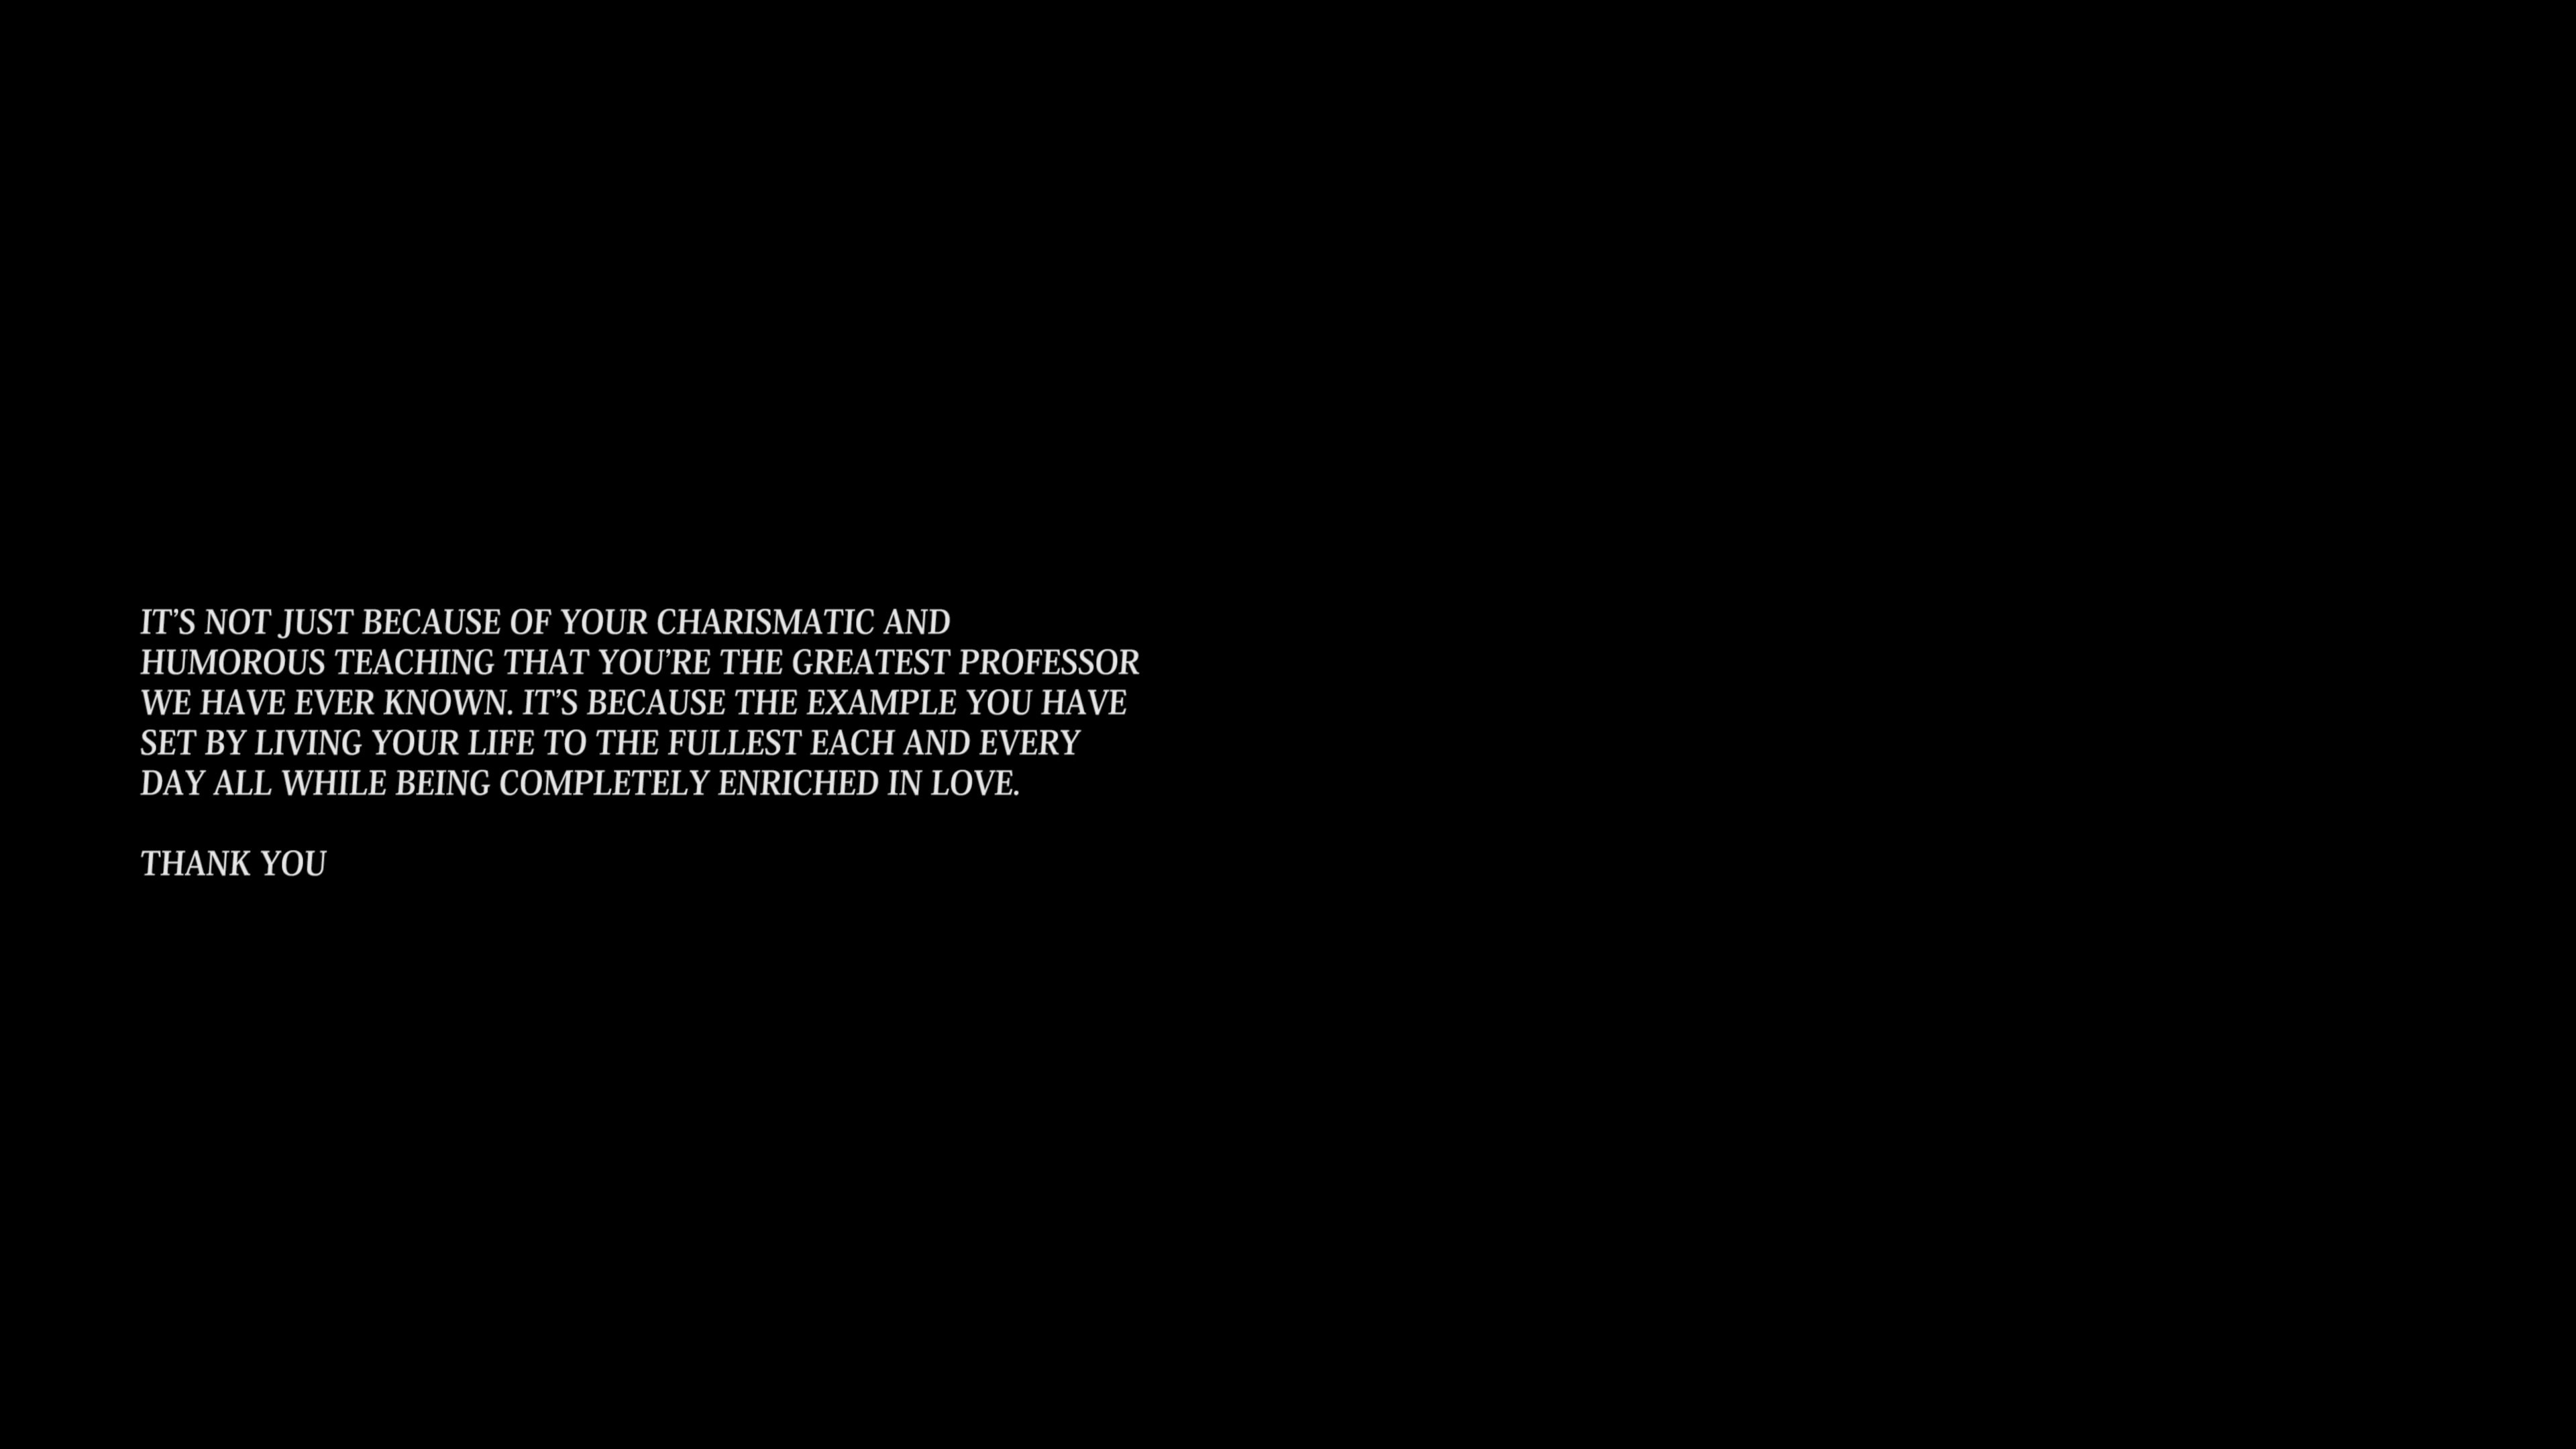 IT’S NOT JUST BECAUSE OF YOUR CHARISMATIC AND
HUMOROUS TEACHING THAT YOU’RE THE GREATEST PROFESSOR
WE HAVE EVER KNOWN. IT’S BECAUSE THE EXAMPLE YOU HAVE
SET BY LIVING YOUR LIFE TO THE FULLEST EACH AND EVERY
DAY ALL WHILE BEING COMPLETELY ENRICHED IN LOVE.
THANK YOU